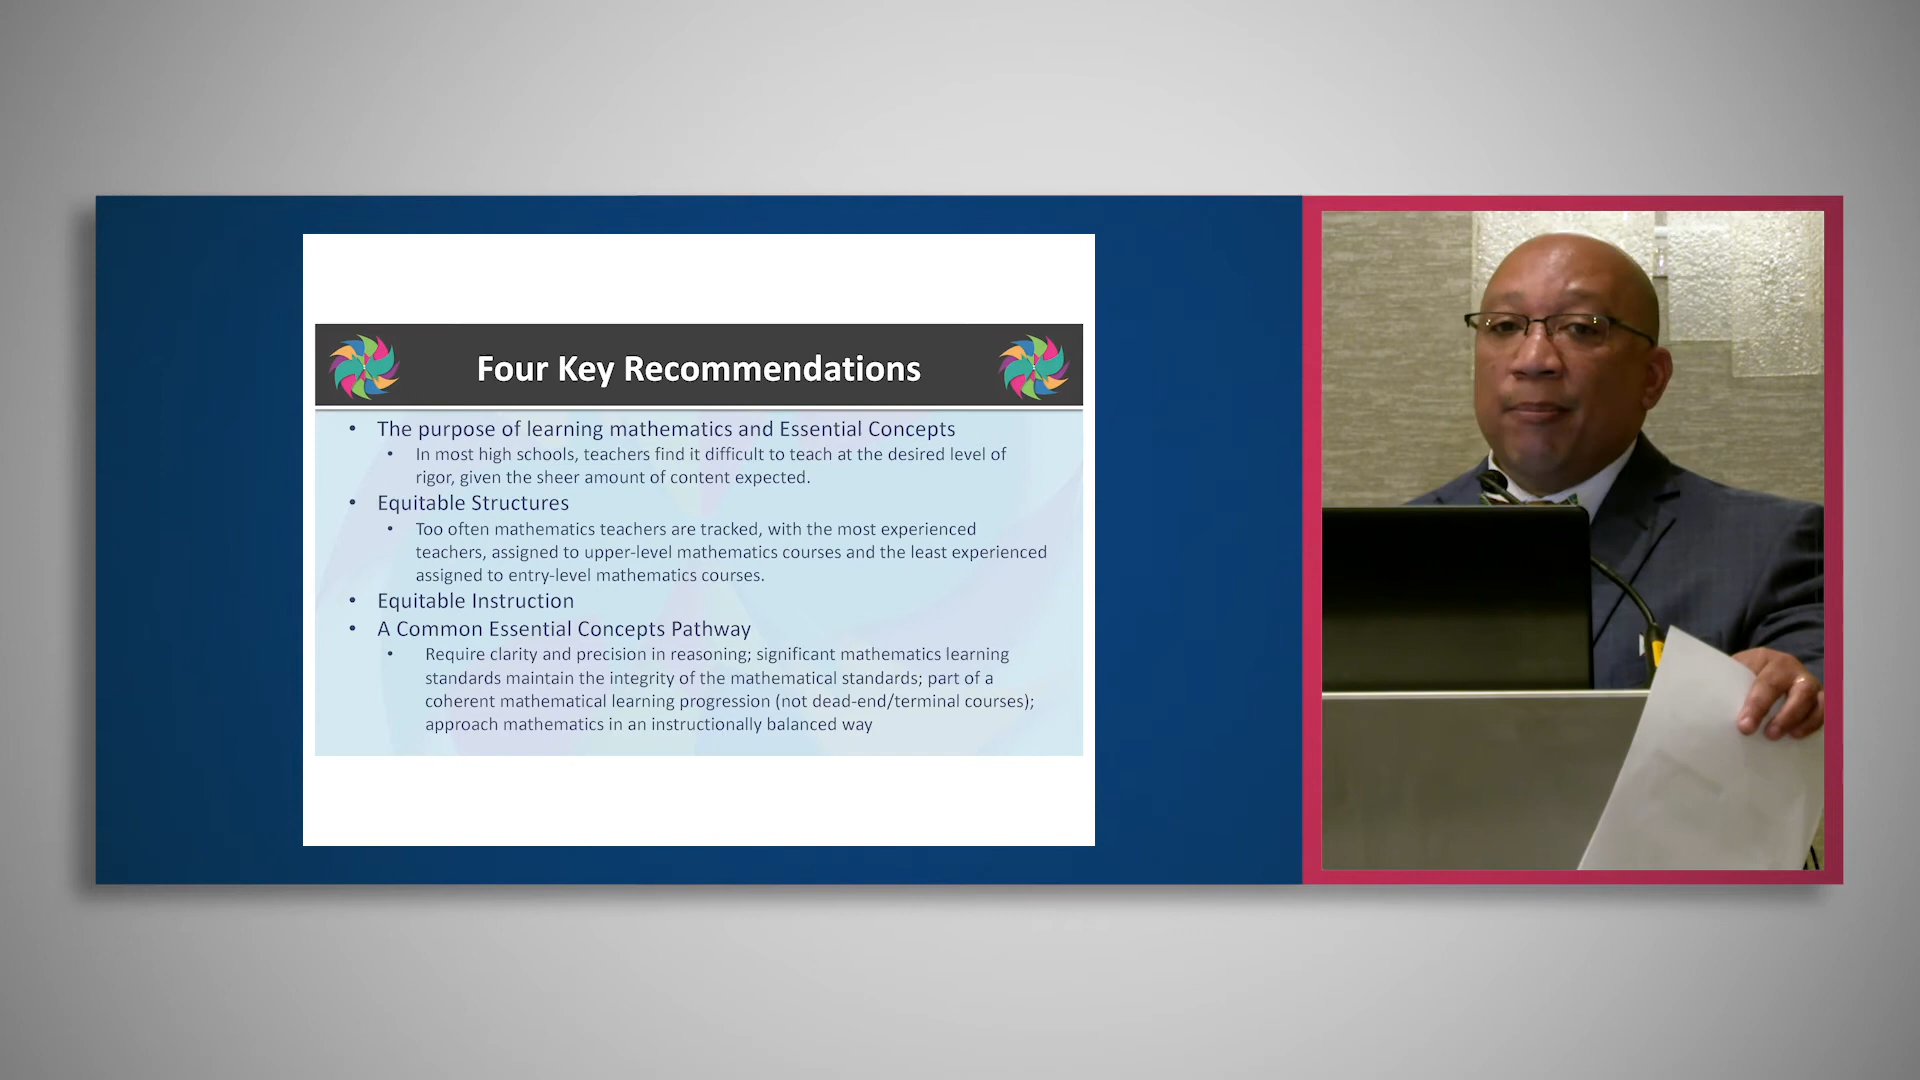 Four Key Recommendations
• The purpose of learning mathematics and Essential Concepts
• In most high schools, teachers find it difficult to teach at the desired level of
rigor, given the sheer amount of content expected.
• Equitable Structures
• Too often mathematics teachers are tracked, with the most experienced
teachers, assigned to upper-level mathematics courses and the least experienced
assigned to entry-level mathematics courses.
• Equitable Instruction
• A Common Essential Concepts Pathway
• Require clarity and precision in reasoning; significant mathematics learning
standards maintain the integrity of the mathematical standards; part of a
coherent mathematical learning progression (not dead-end/terminal courses);
approach mathematics in an instructionally balanced way